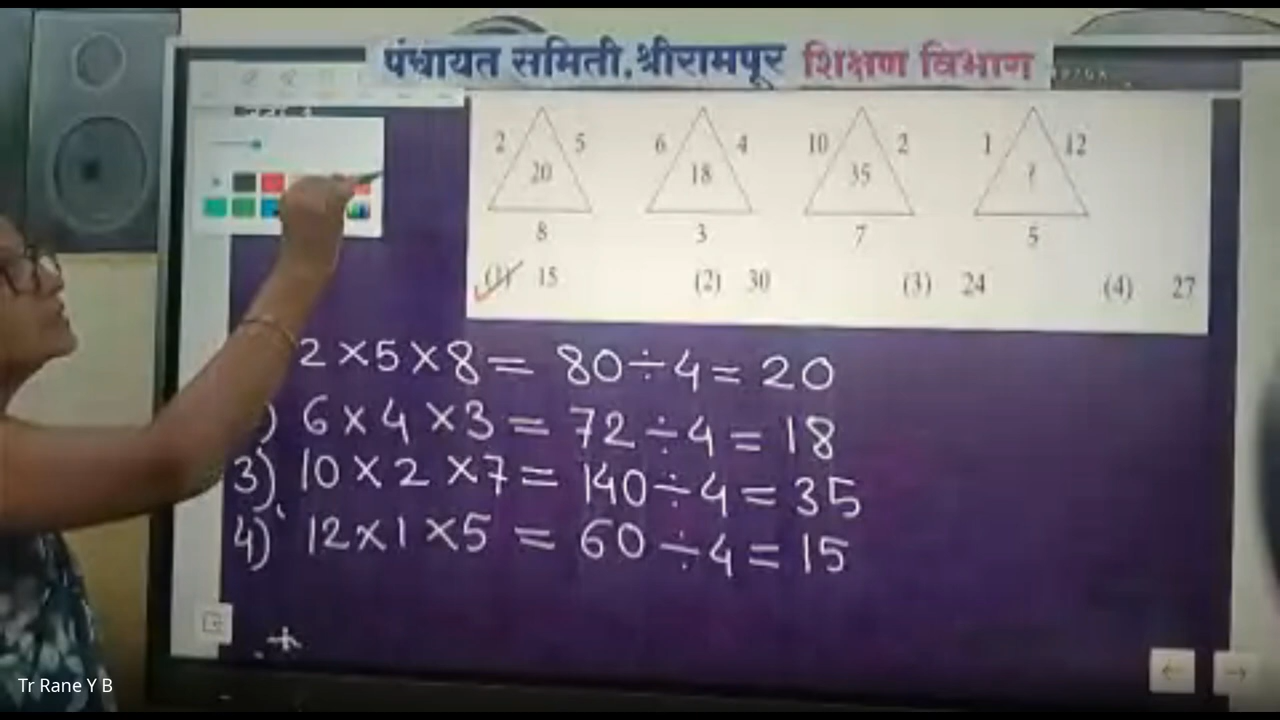 पंचायत समिती.श्रीरामपूर शिक्षण विभाग
2 5 6 4 10 2 1 12
20 18 35 ?
8 3 7 5
(1) 15 (2) 30 (3) 24 (4) 27
2×5×8= 80÷4=20
) 6×4×3= 72÷4=18
3) 10×2×7= 140÷4=35
4) 12×1×5= 60÷4=15
Tr Rane Y B